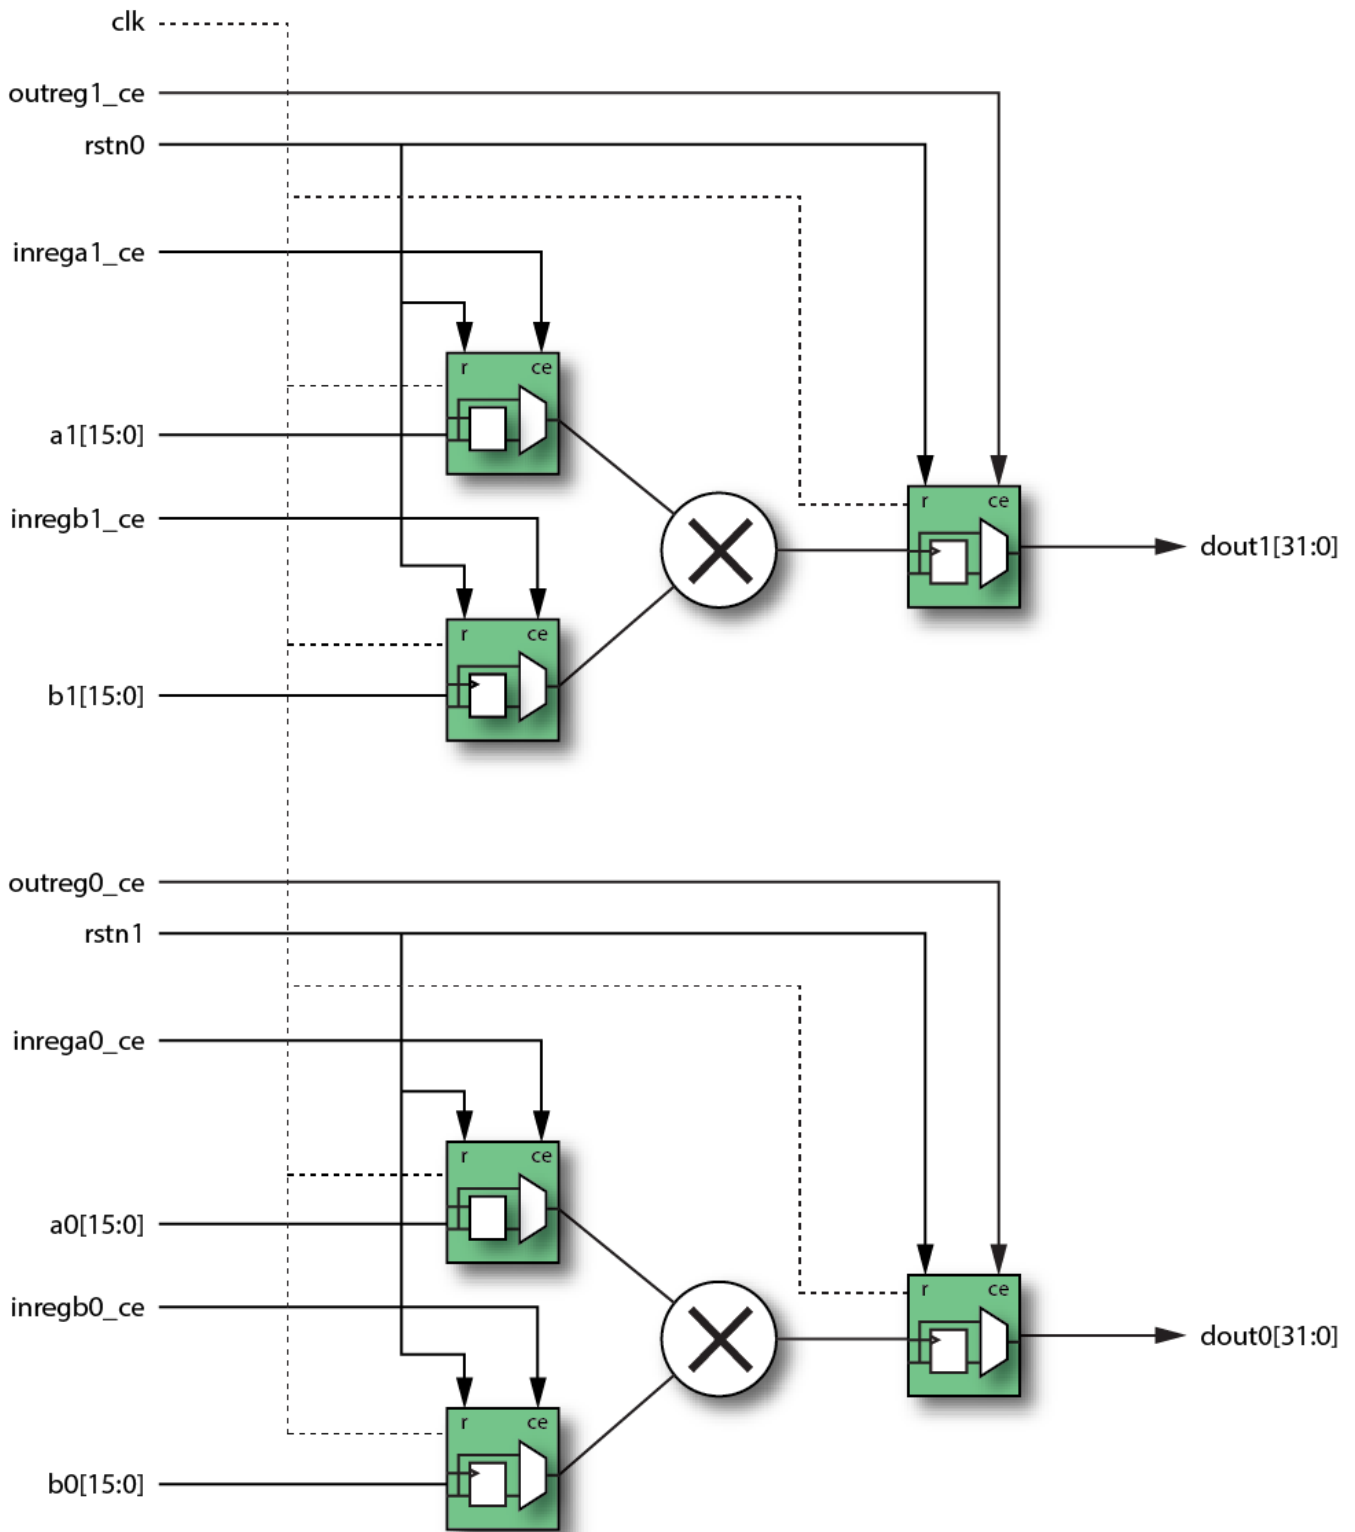 clk
outreg1_ce
rstn0
inrega1_ce
r ce
a1[15:0]
r ce
inregb1_ce
dout1[31:0]
r ce
b1[15:0]
outreg0_ce
rstn1
inrega0_ce
r ce
a0[15:0]
r ce
inregb0_ce
dout0[31:0]
r ce
b0[15:0]